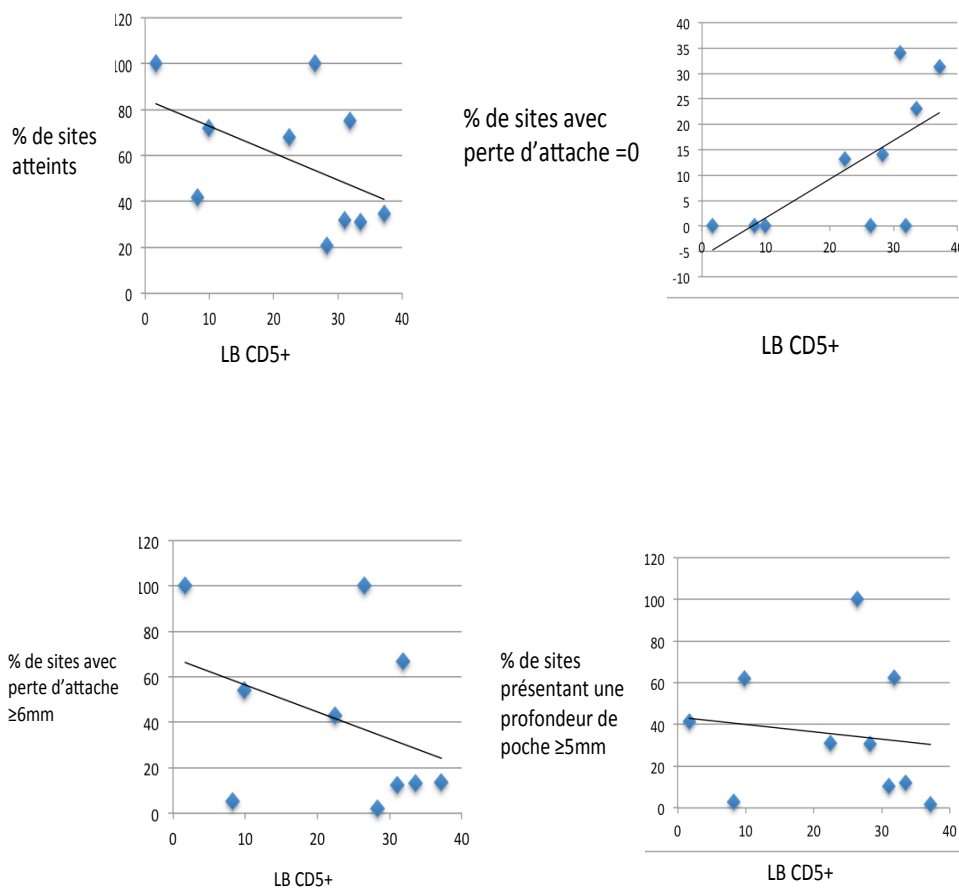 120
100
80
60
40
20
0
0 10 20 30 40
% de sites
atteints
LB CD5+
40
35
30
25
20
15
10
5
0
-5
-10
0 10 20 30 40
% de sites avec
perte d’attache =0
LB CD5+
120
100
80
60
40
20
0
0 10 20 30 40
% de sites avec
perte d’attache
≥6mm
LB CD5+
120
100
80
60
40
20
0
0 10 20 30 40
% de sites
présentant une
profondeur de
poche ≥5mm
LB CD5+